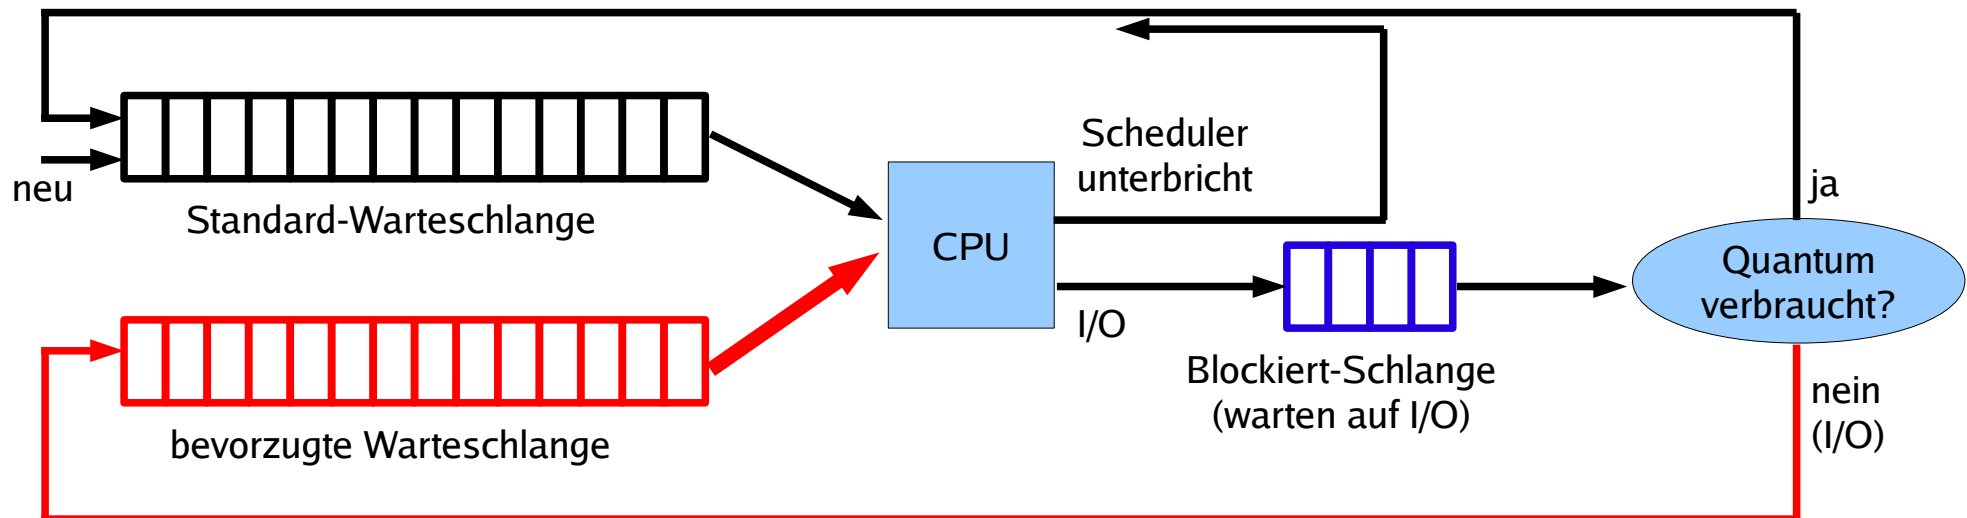 neu
Standard-Warteschlange
bevorzugte Warteschlange
CPU
Scheduler
unterbricht
I/O
Blockiert-Schlange
(warten auf I/O)
ja
Quantum
verbraucht?
nein
(I/O)